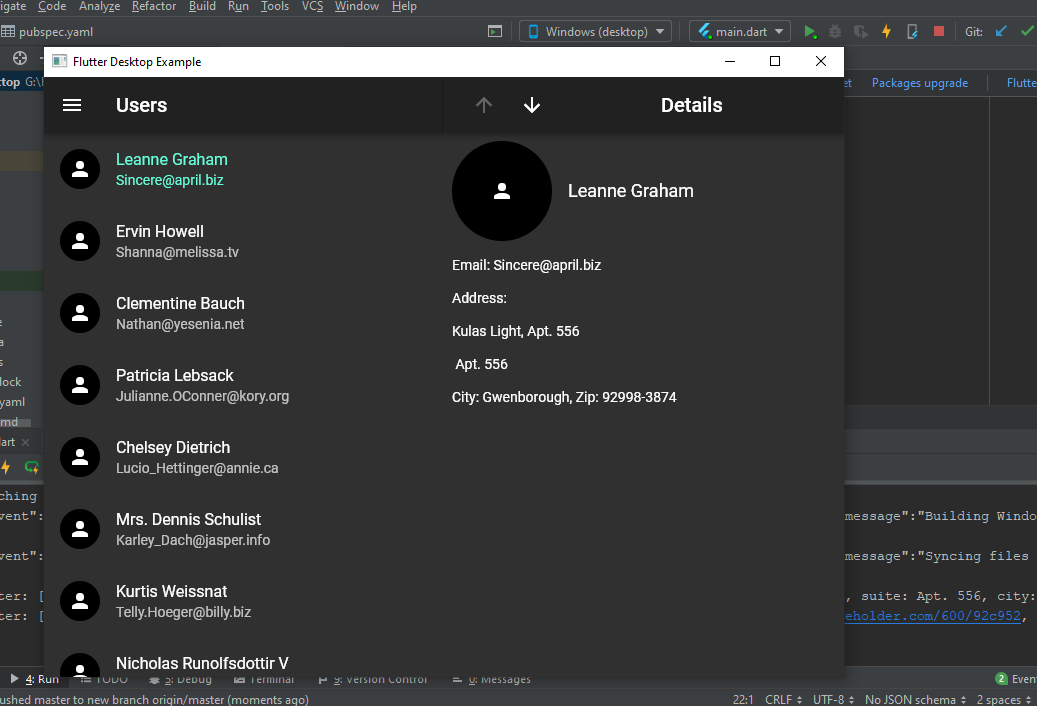 igate Code Analyze Refactor Build Run Tools VCS Window Help
pubspec.yaml
Windows (desktop) main.dart Git:
Flutter Desktop Example
top G:\
Packages upgrade Flutte
Users Details
Leanne Graham
Sincere@april.biz
Leanne Graham
Ervin Howell
Shanna@melissa.tv
Email: Sincere@april.biz
Address:
Clementine Bauch
Nathan@yesenia.net
Kulas Light, Apt. 556
Apt. 556
Patricia Lebsack
Julianne.OConner@kory.org
City: Gwenborough, Zip: 92998-3874
lock
yaml
md
lart
Chelsey Dietrich
Lucio_Hettinger@annie.ca
ching
vent":
message":"Building Windo
Mrs. Dennis Schulist
Karley_Dach@jasper.info
vent":
message":"Syncing files
Kurtis Weissnat
Telly.Hoeger@billy.biz
ter: [
, suite: Apt. 556, city:
ter: [
eholder.com/600/92c952,
Nicholas Runolfsdottir V
4: Run TODO 5: Debug Terminal 9: Version Control 0: Messages 2 Even
ushed master to new branch origin/master (moments ago) 22:1 CRLF UTF-8 No JSON schema 2 spaces